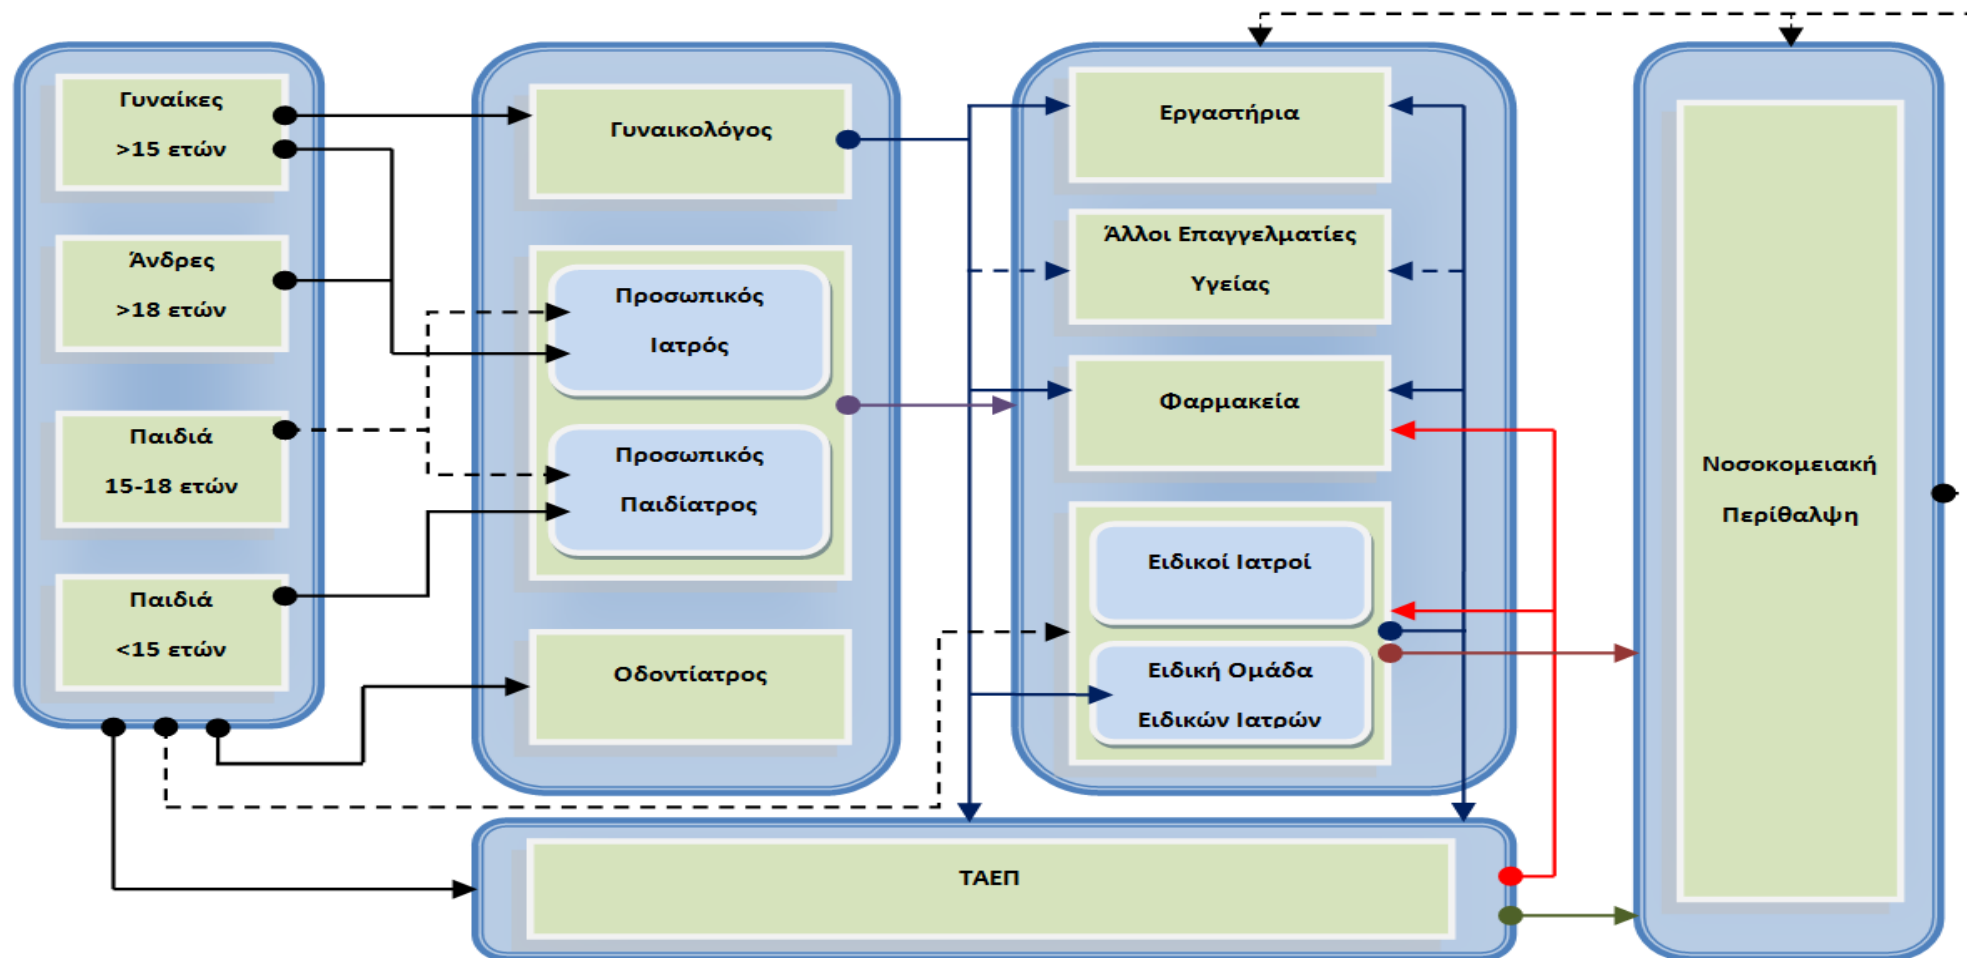 Γυναίκες
>15 ετών
Άνδρες
>18 ετών
Παιδιά
15-18 ετών
Παιδιά
<15 ετών
Γυναικολόγος
Προσωπικός
Ιατρός
Προσωπικός
Παιδίατρος
Οδοντίατρος
Εργαστήρια
Άλλοι Επαγγελματίες
Υγείας
Φαρμακεία
Ειδικοί Ιατροί
Ειδική Ομάδα
Ειδικών Ιατρών
ΤΑΕΠ
Νοσοκομειακή
Περίθαλψη